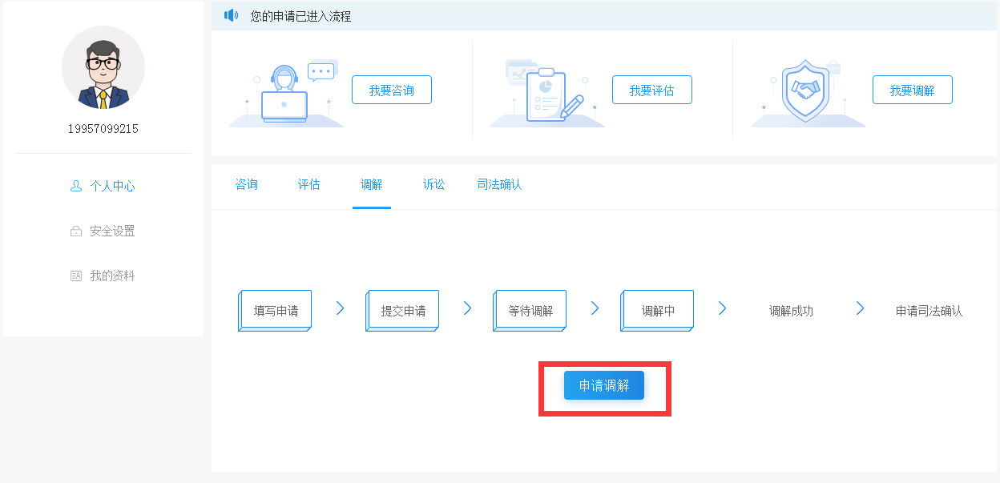 您的申请已进入流程
19957099215
个人中心
安全设置
我的资料
我要咨询
我要评估
我要调解
咨询 评估 调解 诉讼 司法确认
填写申请 提交申请 等待调解 调解中 调解成功 申请司法确认
申请调解